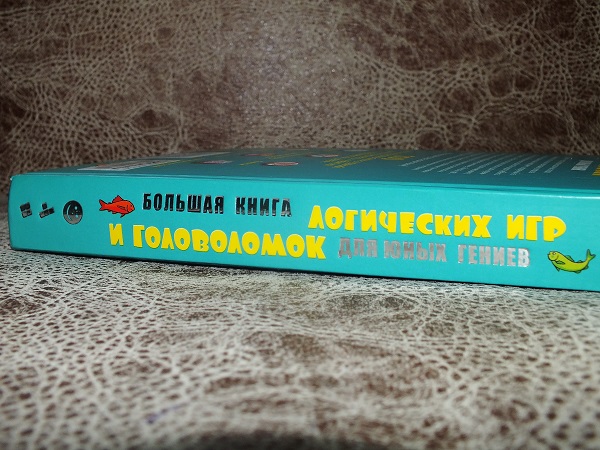 БОЛЬШАЯ КНИГА ЛОГИЧЕСКИХ ИГР
И ГОЛОВОЛОМОК ДЛЯ ЮНЫХ ГЕНИЕВ